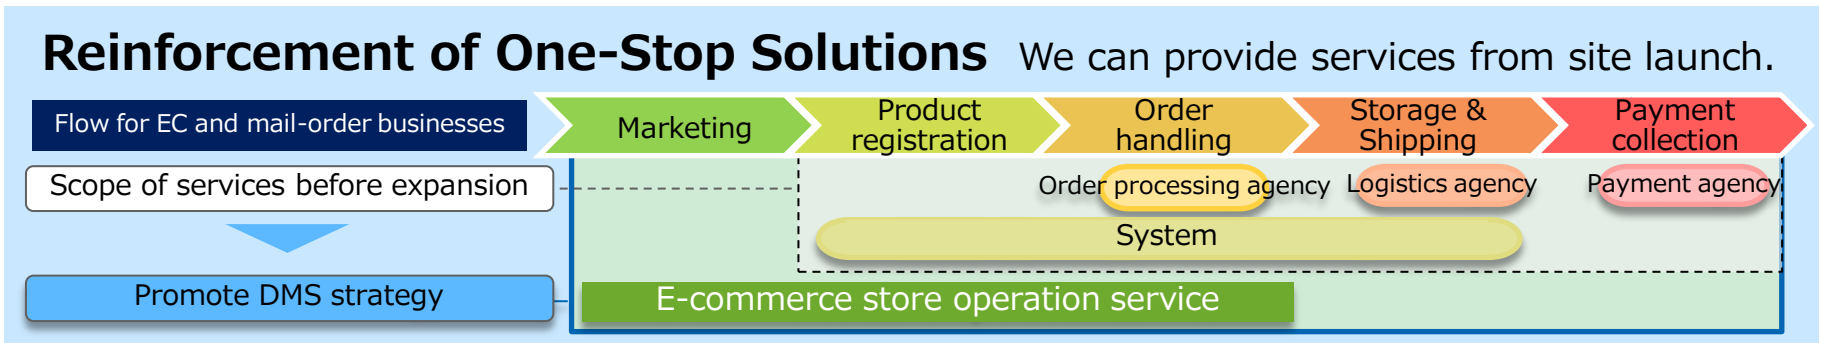 Reinforcement of One-Stop Solutions We can provide services from site launch.
Flow for EC and mail-order businesses
Marketing
Product
registration
Order
handling
Storage &
Shipping
Payment
collection
Scope of services before expansion
Order processing agency
Logistics agency
Payment agency
System
Promote DMS strategy
E-commerce store operation service